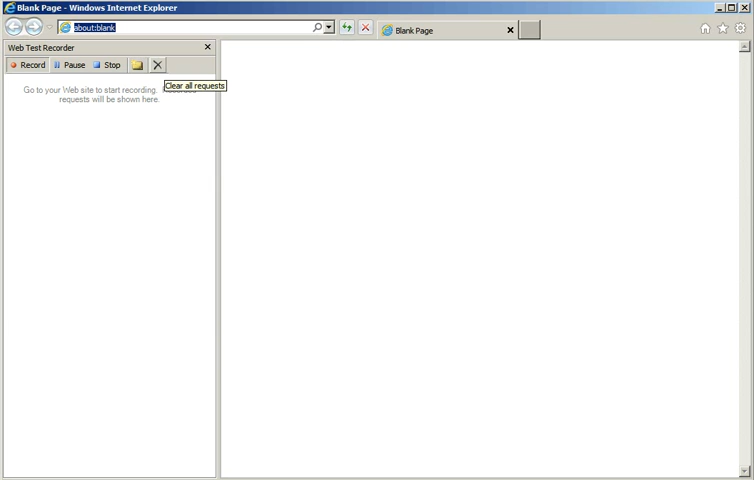 Blank Page - Windows Internet Explorer
about:blank
Blank Page
Web Test Recorder
Record Pause Stop
Clear all requests
Go to your Web site to start recording.
requests will be shown here.